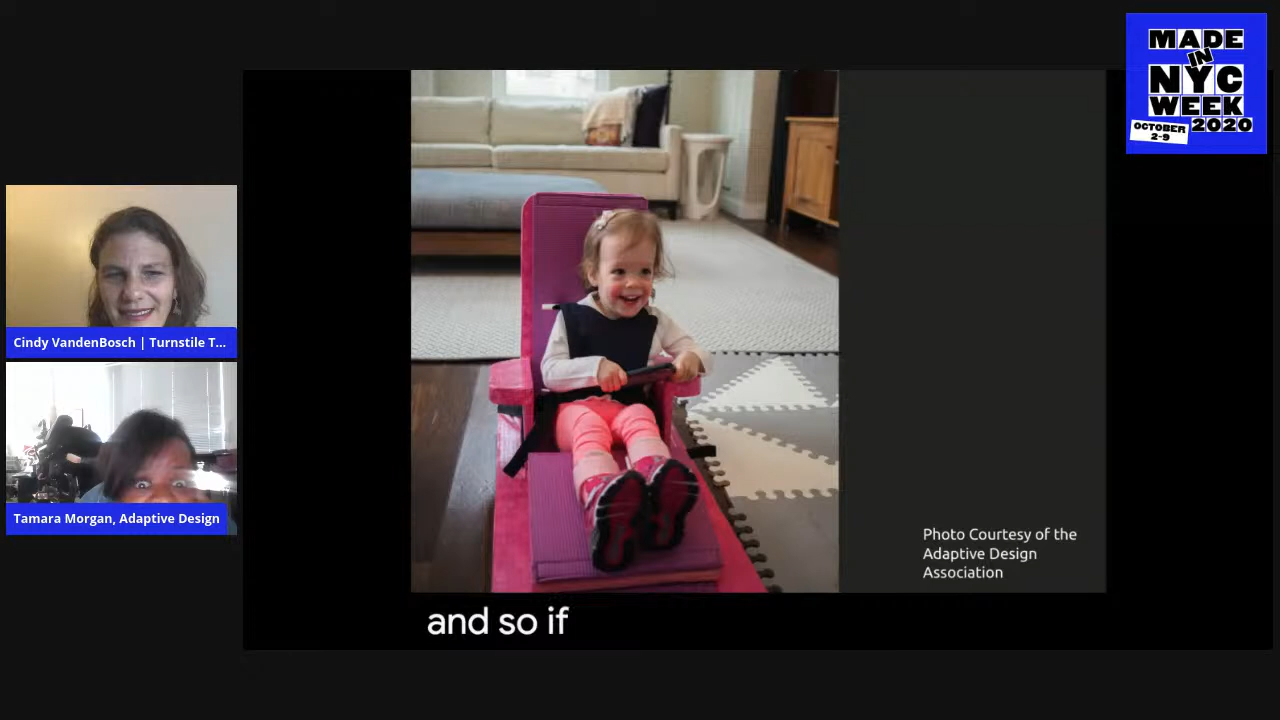 MADE
IN
NYC
WEEK
2020
OCTOBER
2-9
Cindy VandenBosch | Turnstile T...
Tamara Morgan, Adaptive Design
Photo Courtesy of the
Adaptive Design
Association
and so if